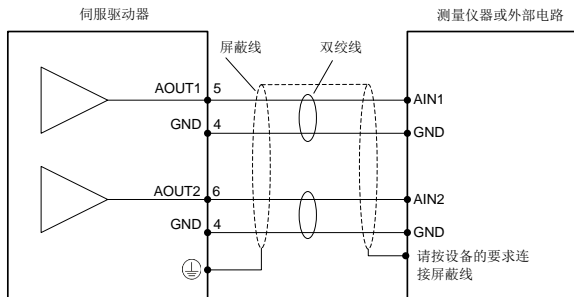 伺服驱动器
测量仪器或外部电路
屏蔽线
双绞线
AOUT1 5
AIN1
GND 4
GND
AOUT2 6
AIN2
GND 4
GND
请按设备的要求连
接屏蔽线